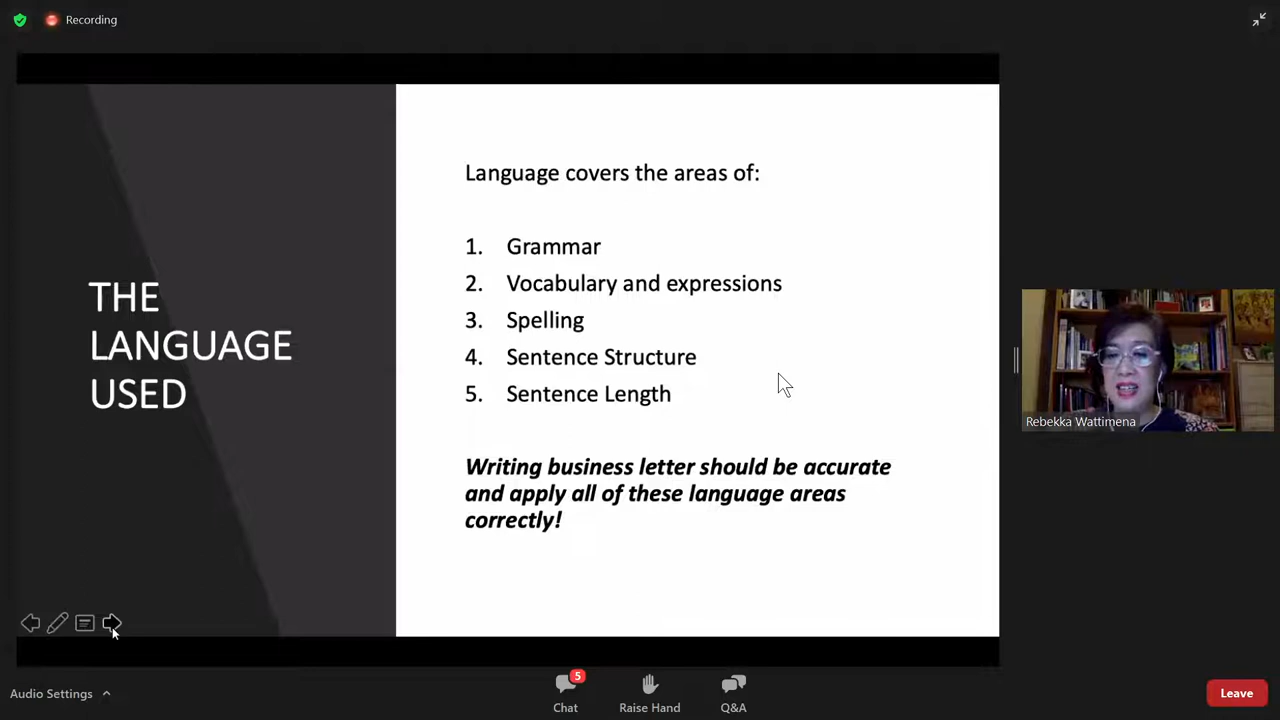 Recording
THE
LANGUAGE
USED
Language covers the areas of:
1. Grammar
2. Vocabulary and expressions
3. Spelling
4. Sentence Structure
5. Sentence Length
Writing business letter should be accurate
and apply all of these language areas
correctly!
Rebekka Wattimena
Audio Settings
5
Chat
Raise Hand
Q&A
Leave